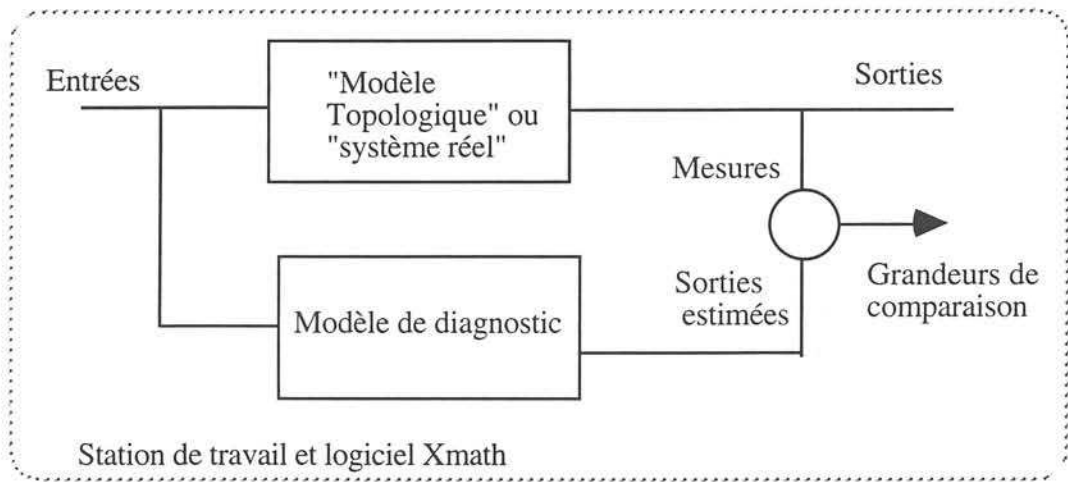 Entrées
"Modèle
Topologique" ou
"système réel"
Sorties
Mesures
Sorties
estimées
Grandeurs de
comparaison
Modèle de diagnostic
Station de travail et logiciel Xmath